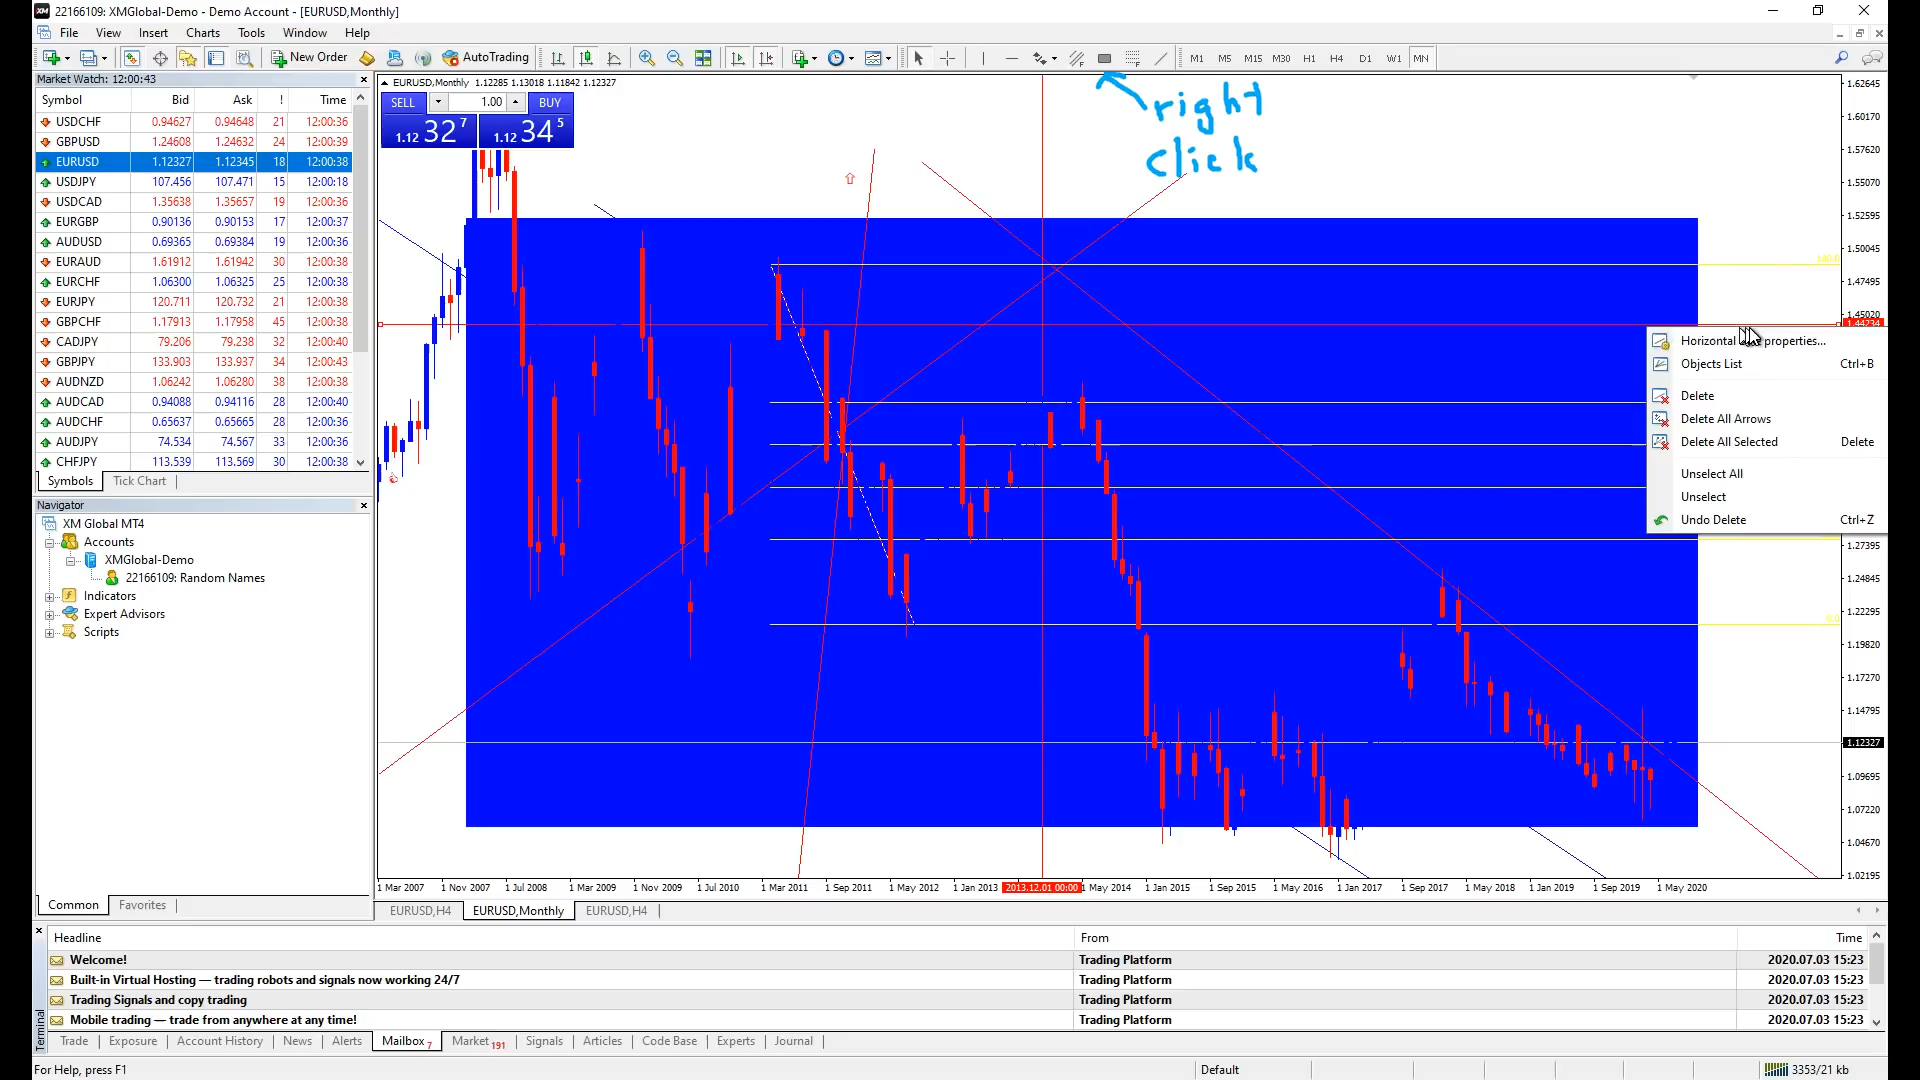 22166109: XMGlobal-Demo - Demo Account - [EURUSD,Monthly]
File View Insert Charts Tools Window Help
New Order AutoTrading M1 M5 M15 M30 H1 H4 D1 W1 MN
Market Watch: 12:00:43
Symbol Bid Ask ! Time
USDCHF 0.94627 0.94648 21 12:00:36
GBPUSD 1.24608 1.24632 24 12:00:39
EURUSD 1.12327 1.12345 18 12:00:38
USDJPY 107.456 107.471 15 12:00:18
USDCAD 1.35638 1.35657 19 12:00:36
EURGBP 0.90136 0.90153 17 12:00:37
AUDUSD 0.69365 0.69384 19 12:00:36
EURAUD 1.61912 1.61942 30 12:00:38
EURCHF 1.06300 1.06325 25 12:00:38
EURJPY 120.711 120.732 21 12:00:38
GBPCHF 1.17913 1.17958 45 12:00:38
CADJPY 79.206 79.238 32 12:00:40
GBPJPY 133.903 133.937 34 12:00:43
AUDNZD 1.06242 1.06280 38 12:00:38
AUDCAD 0.94088 0.94116 28 12:00:40
AUDCHF 0.65637 0.65665 28 12:00:36
AUDJPY 74.534 74.567 33 12:00:36
CHFJPY 113.539 113.569 30 12:00:38
Symbols Tick Chart
Navigator
XM Global MT4
Accounts
XMGlobal-Demo
22166109: Random Names
Indicators
Expert Advisors
Scripts
Common Favorites
EURUSD,Monthly 1.12285 1.13018 1.11842 1.12327
SELL 1.00 BUY
1.12 32 7 1.12 34 5
right
click
1.62645
1.60170
1.57620
1.55070
1.52595
1.50045
1.47495
1.45020
1.44234
1.27395
1.24845
1.22295
1.19820
1.17270
1.14795
1.12327
1.09695
1.07220
1.04670
1.02195
Horizontal properties...
Objects List Ctrl+B
Delete
Delete All Arrows
Delete All Selected Delete
Unselect All
Unselect
Undo Delete Ctrl+Z
1 Mar 2007 1 Nov 2007 1 Jul 2008 1 Mar 2009 1 Nov 2009 1 Jul 2010 1 Mar 2011 1 Sep 2011 1 May 2012 1 Jan 2013 2013.12.01 00:00 1 May 2014 1 Jan 2015 1 Sep 2015 1 May 2016 1 Jan 2017 1 Sep 2017 1 May 2018 1 Jan 2019 1 Sep 2019 1 May 2020
EURUSD,H4 EURUSD,Monthly EURUSD,H4
Headline From Time
Welcome! Trading Platform 2020.07.03 15:23
Built-in Virtual Hosting — trading robots and signals now working 24/7 Trading Platform 2020.07.03 15:23
Trading Signals and copy trading Trading Platform 2020.07.03 15:23
Mobile trading — trade from anywhere at any time! Trading Platform 2020.07.03 15:23
Terminal
Trade Exposure Account History News Alerts Mailbox 7 Market 191 Signals Articles Code Base Experts Journal
For Help, press F1 Default 3353/21 kb